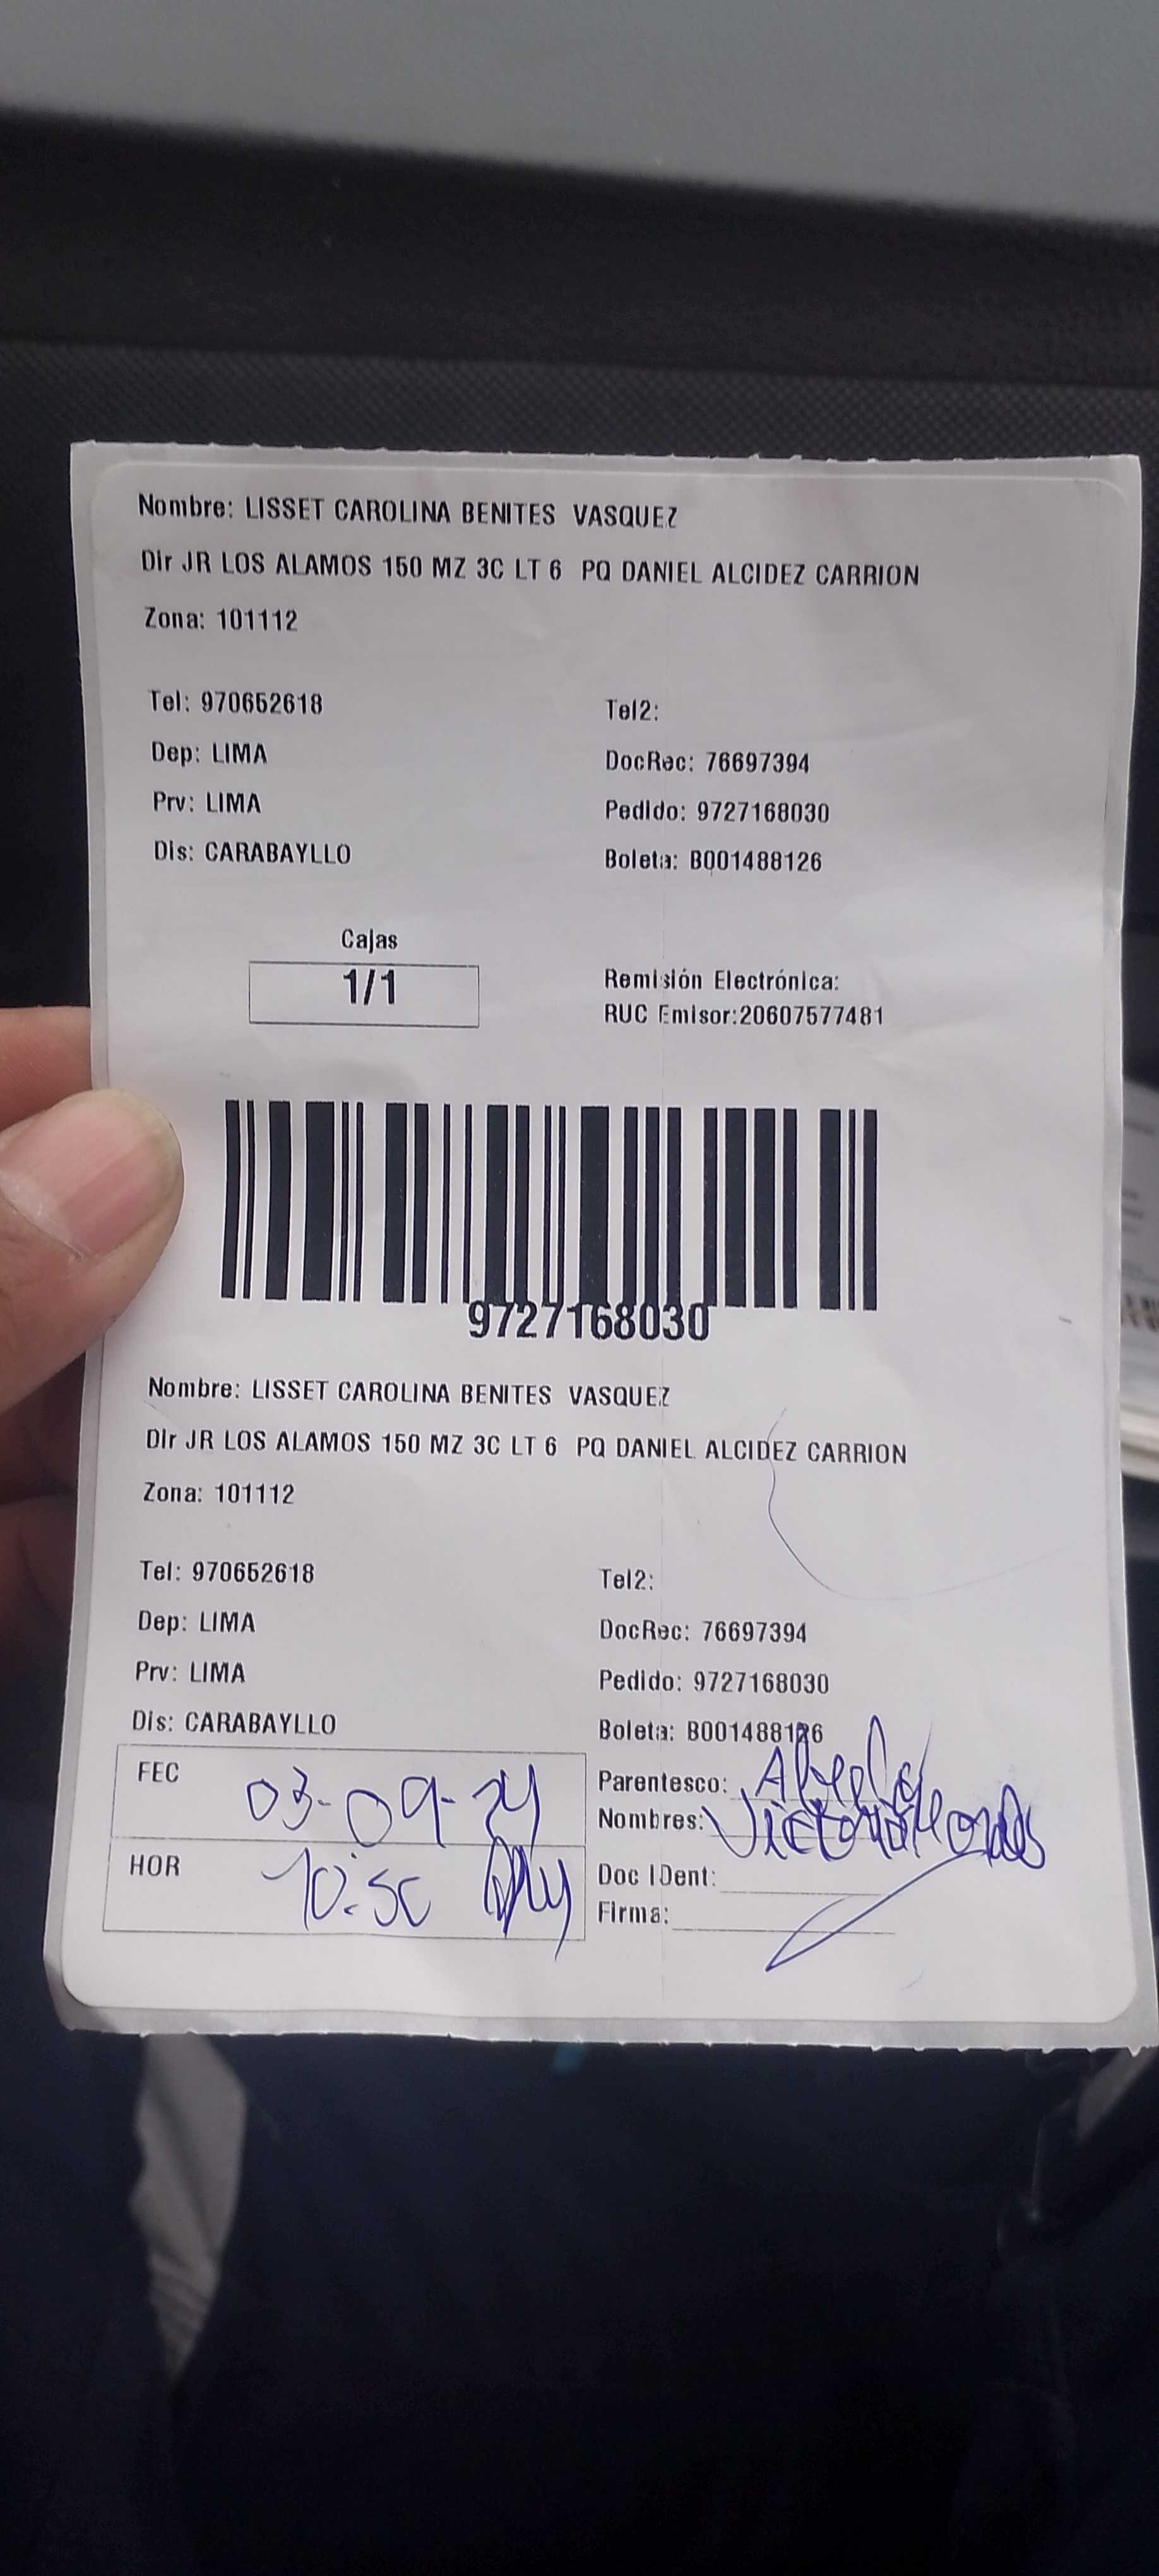 Nombre: LISSET CAROLINA BENITES VASQUEZ
Dir JR LOS ALAMOS 150 MZ 3C LT 6 PQ DANIEL ALCIDEZ CARRION
Zona: 101112
Tel: 970652618 Tel2:
Dep: LIMA DocRec: 76697394
Prv: LIMA Pedido: 9727168030
Dis: CARABAYLLO Boleta: B001488126
Cajas
1/1
Remisión Electrónica:
RUC Emisor:20607577481
9727168030
Nombre: LISSET CAROLINA BENITES VASQUEZ
Dir JR LOS ALAMOS 150 MZ 3C LT 6 PQ DANIEL ALCIDEZ CARRION
Zona: 101112
Tel: 970652618 Tel2:
Dep: LIMA DocRec: 76697394
Prv: LIMA Pedido: 9727168030
Dis: CARABAYLLO Boleta: B001488126
FEC 03-09-24
Parentesco:
Nombres: Victoria
HOR 10:50
Doc IDent:
Firma: